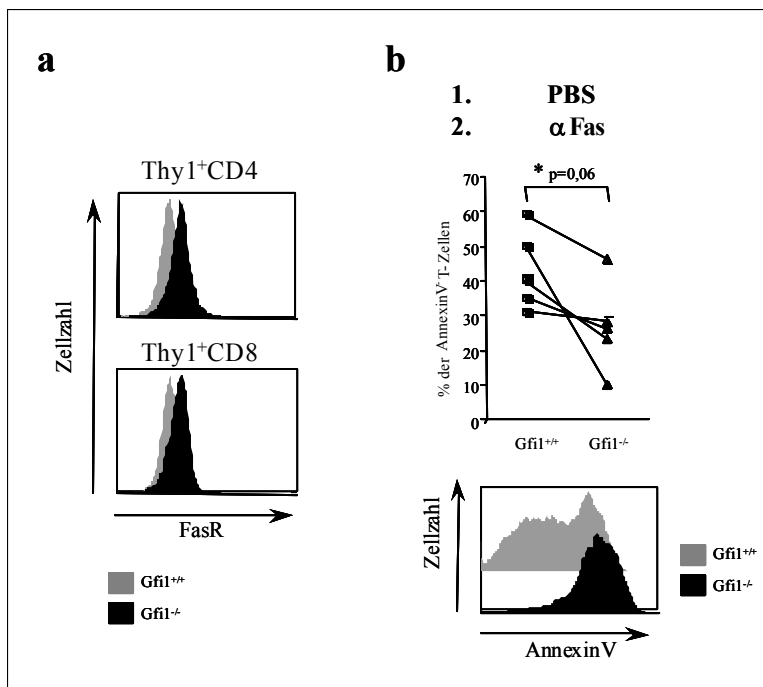 a
Thy1⁺CD4
Thy1⁺CD8
Zellzahl
FasR
Gfi1⁺/⁺
Gfi1⁻/⁻
b
1. PBS
2. α Fas
* p=0,06
70
60
50
40
30
20
10
0
% der AnnexinV⁻ T-Zellen
Gfi1⁺/⁺ Gfi1⁻/⁻
Zellzahl
AnnexinV
Gfi1⁺/⁺
Gfi1⁻/⁻